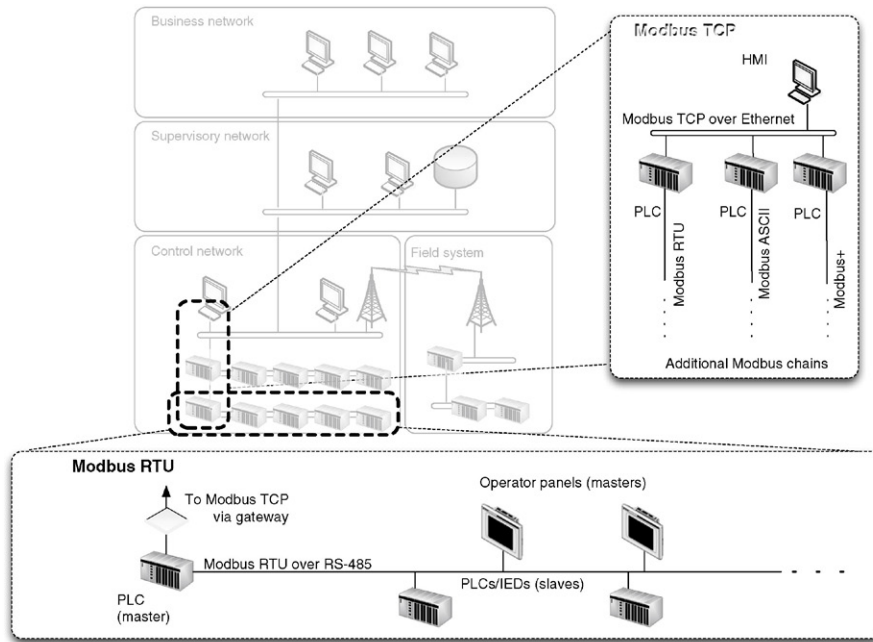 Business network
Supervisory network
Control network
Field system
Modbus TCP
HMI
Modbus TCP over Ethernet
PLC
PLC
PLC
Modbus RTU
Modbus ASCII
Modbus+
Additional Modbus chains
Modbus RTU
To Modbus TCP
via gateway
Operator panels (masters)
Modbus RTU over RS-485
PLCs/IEDs (slaves)
PLC
(master)